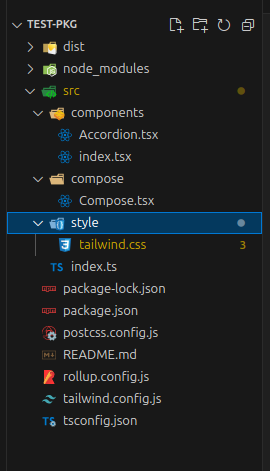 TEST-PKG
dist
node_modules
src
components
Accordion.tsx
index.tsx
compose
Compose.tsx
style
tailwind.css 3
TS index.ts
package-lock.json
package.json
postcss.config.js
README.md
rollup.config.js
tailwind.config.js
TS tsconfig.json